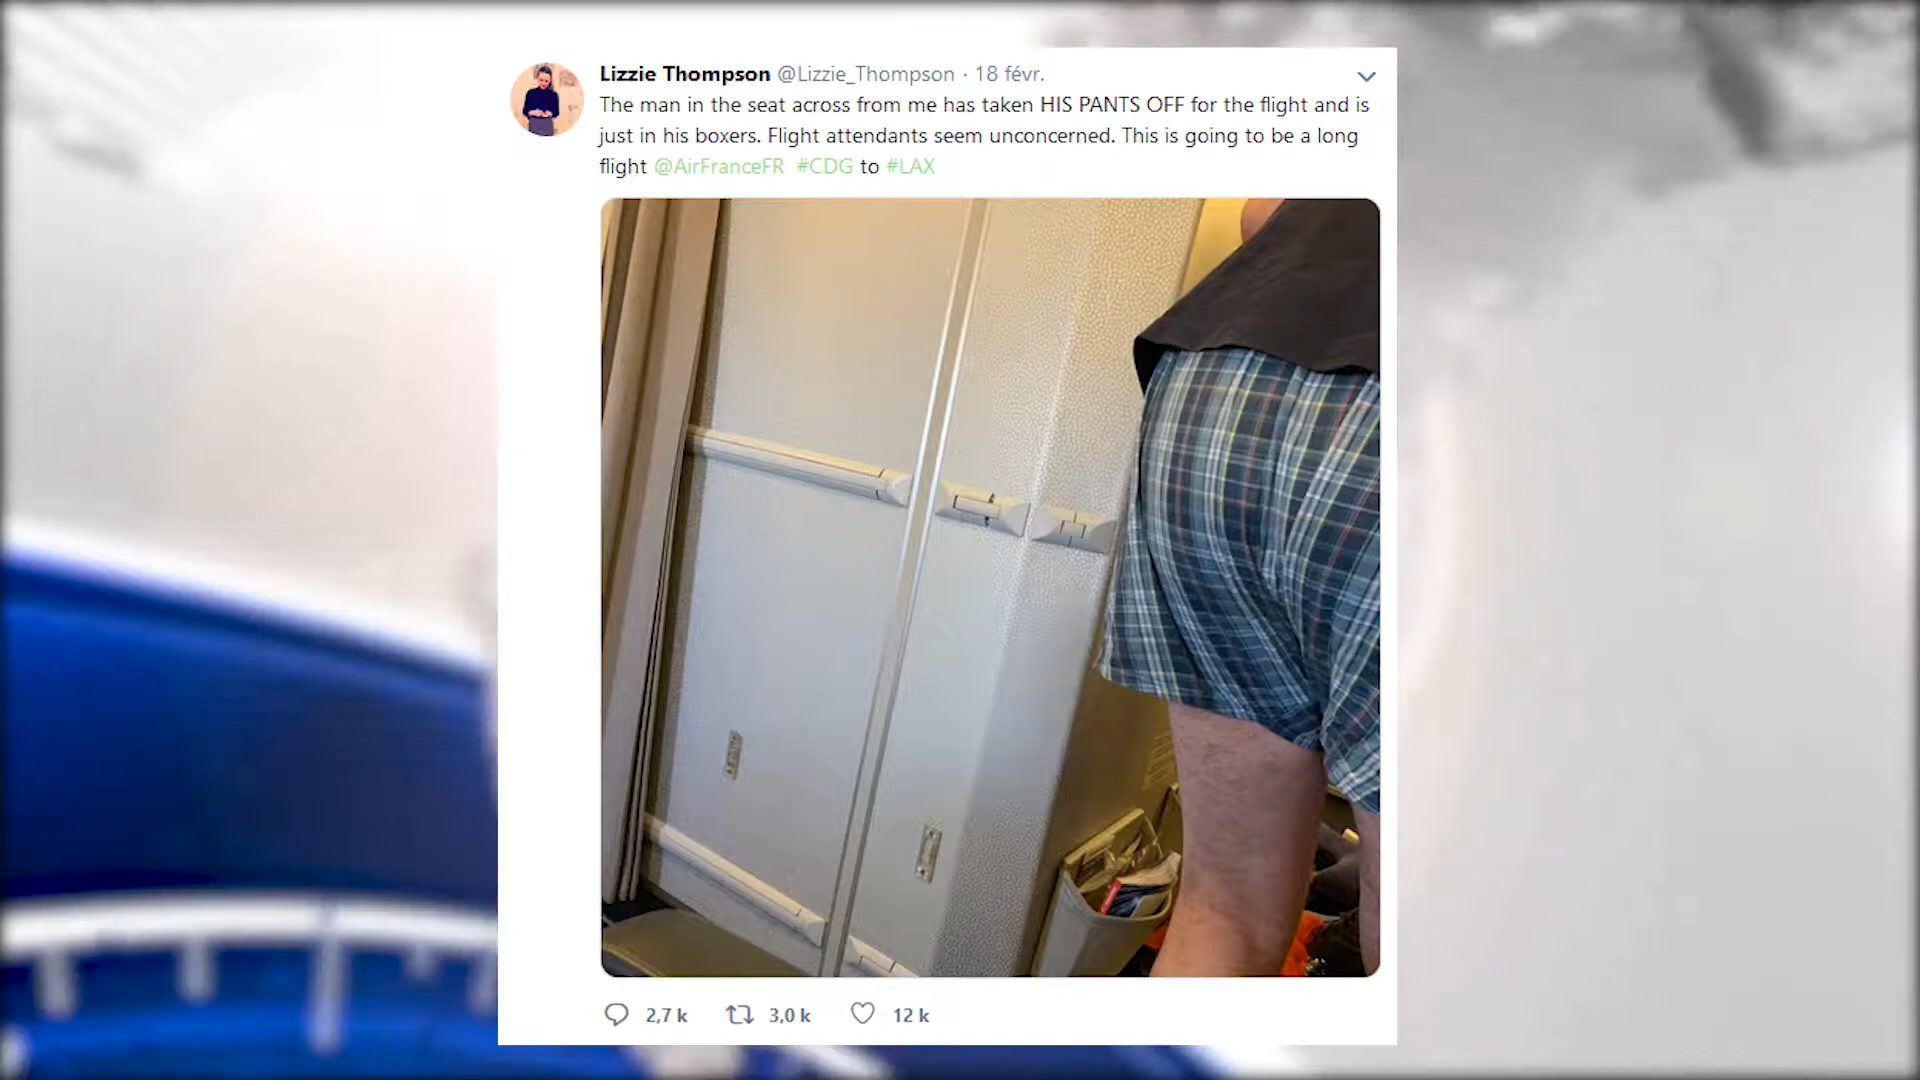 Lizzie Thompson @Lizzie_Thompson · 18 févr.
The man in the seat across from me has taken HIS PANTS OFF for the flight and is
just in his boxers. Flight attendants seem unconcerned. This is going to be a long
flight @AirFranceFR #CDG to #LAX
2,7 k 3,0 k 12 k